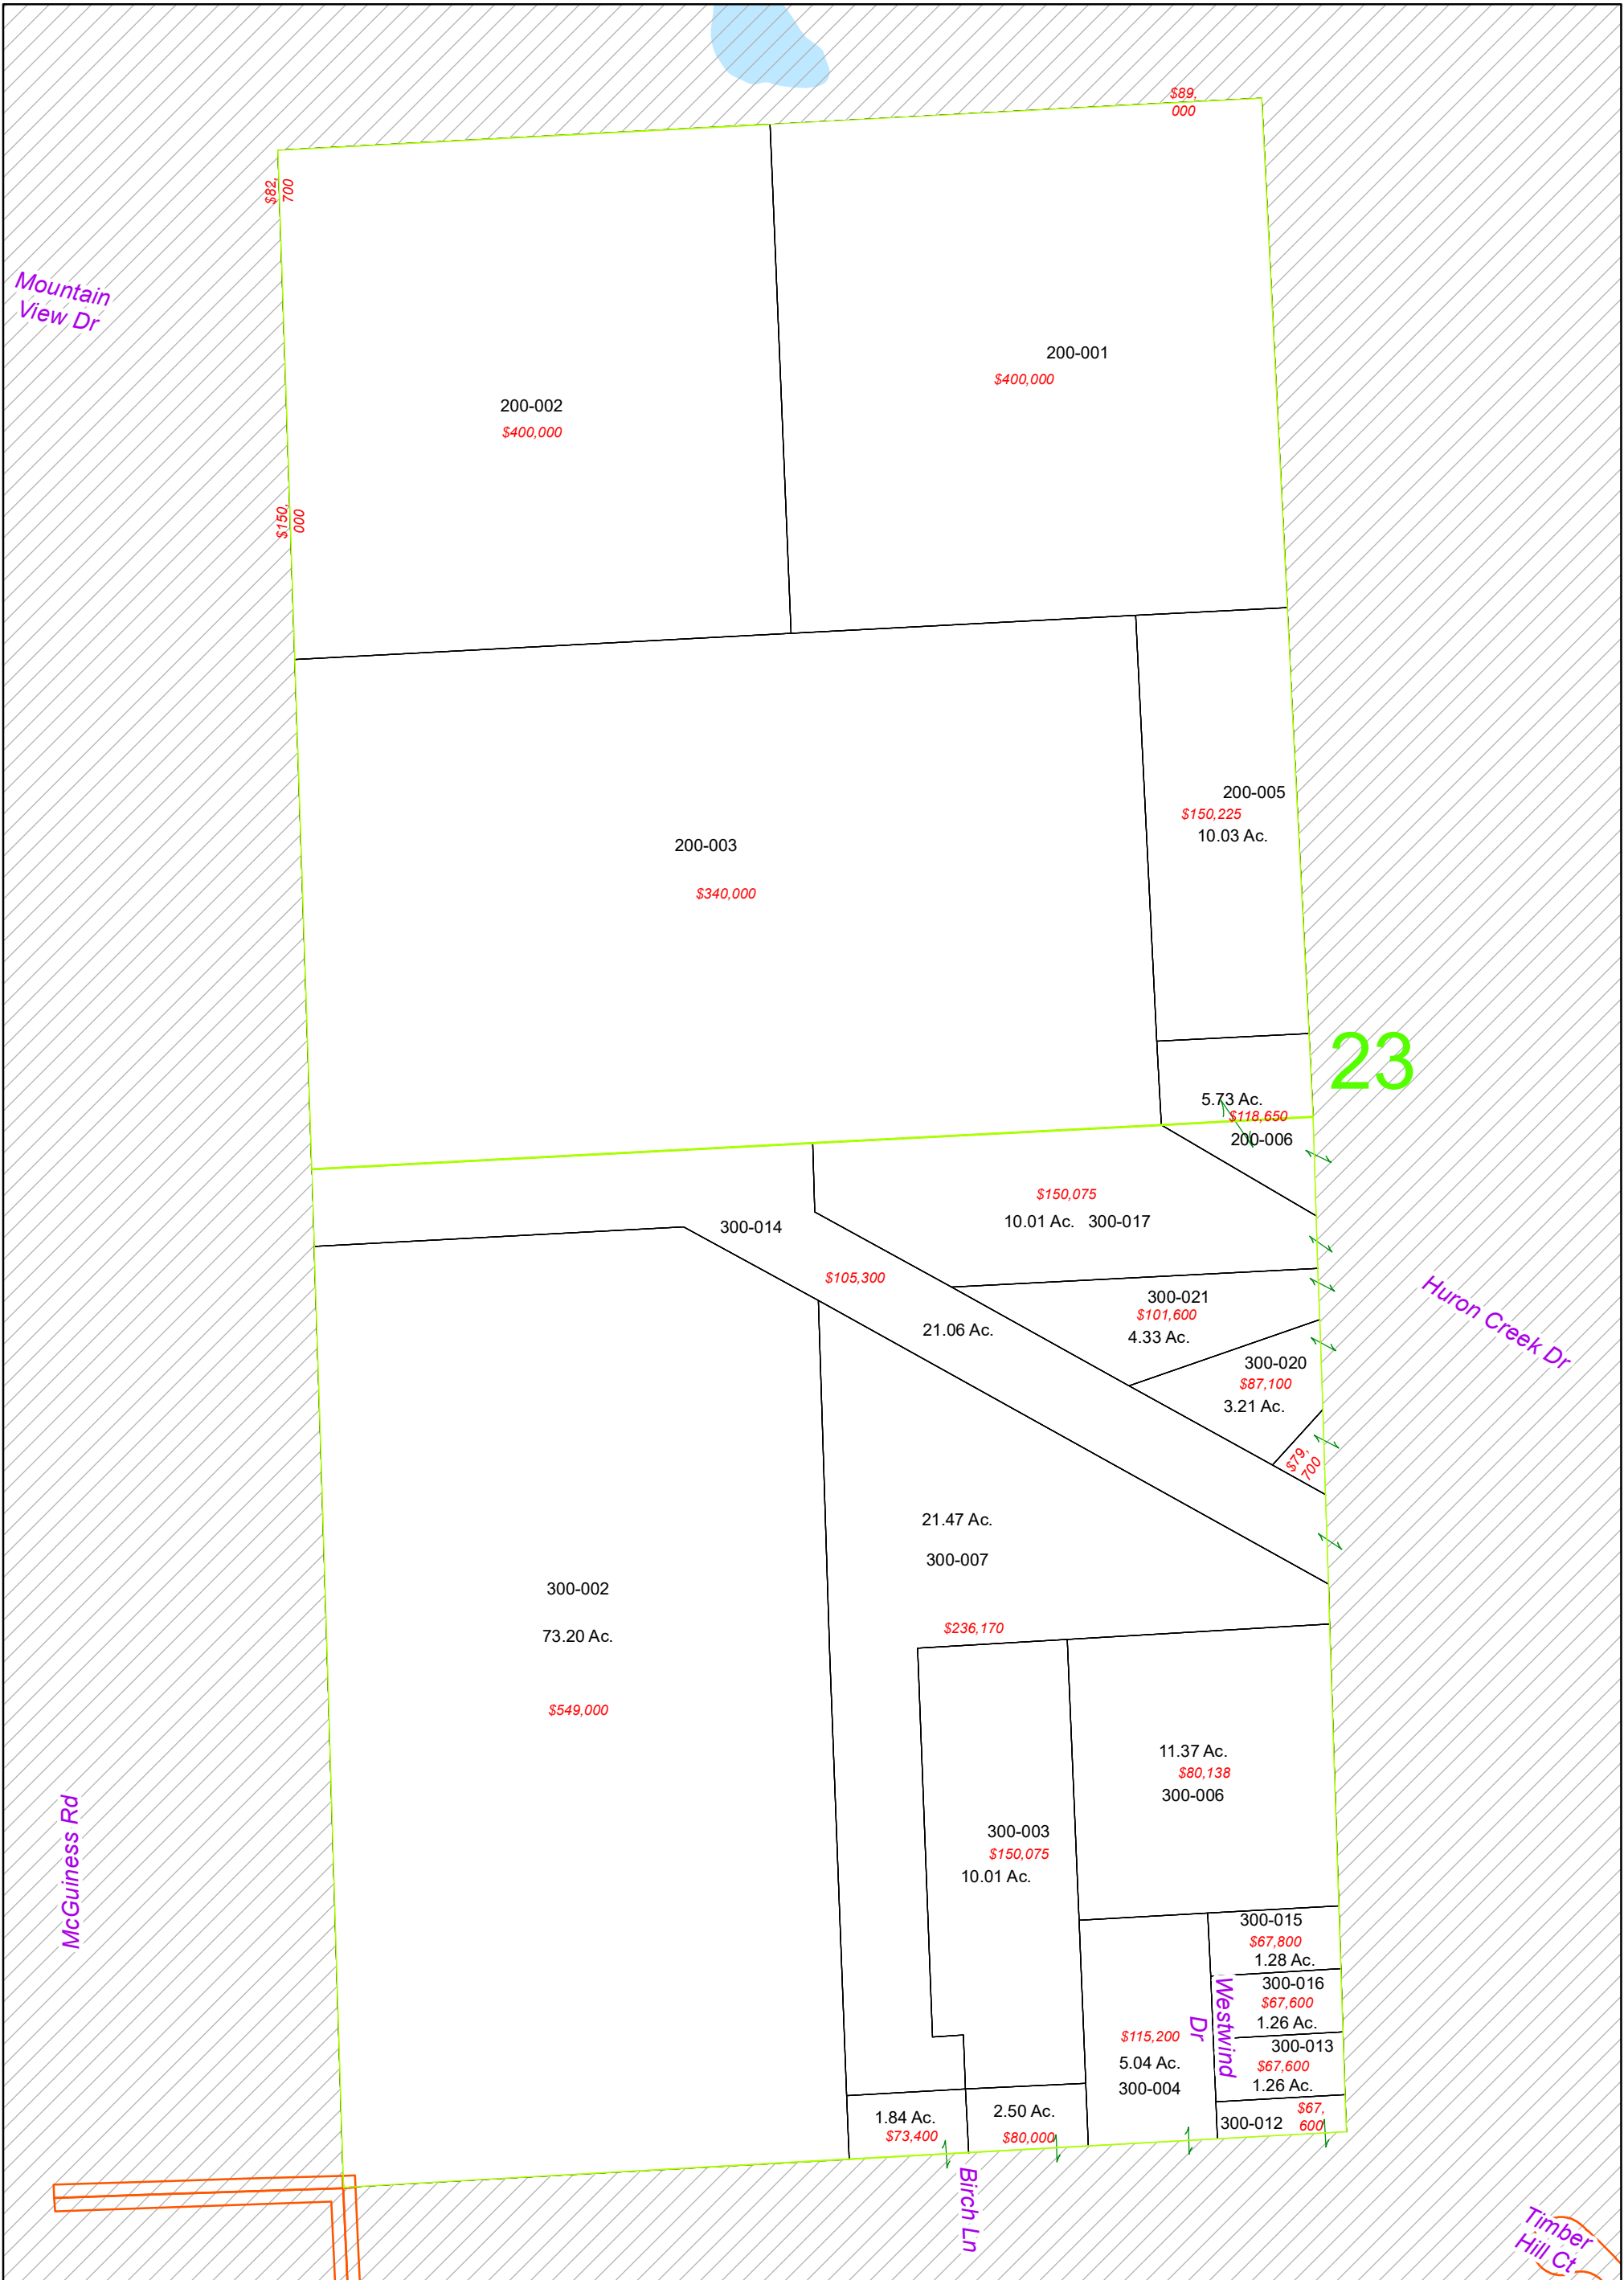 $89,
000
$82,
700
Mountain
View Dr
200-001
$400,000
200-002
$400,000
$150,
000
200-005
$150,225
10.03 Ac.
200-003
$340,000
23
5.73 Ac.
$118,650
200-006
$150,075
10.01 Ac. 300-017
300-014
$105,300
300-021
$101,600
4.33 Ac.
21.06 Ac.
Huron Creek Dr
300-020
$87,100
3.21 Ac.
$79,
700
21.47 Ac.
300-007
300-002
73.20 Ac.
$236,170
$549,000
11.37 Ac.
$80,138
300-006
300-003
$150,075
10.01 Ac.
McGuiness Rd
300-015
$67,800
1.28 Ac.
300-016
$67,600
1.26 Ac.
Westwind
Dr
$115,200
5.04 Ac.
300-004
300-013
$67,600
1.26 Ac.
1.84 Ac.
$73,400
2.50 Ac.
$80,000
300-012
$67,
600
Birch Ln
Timber
Hill Ct